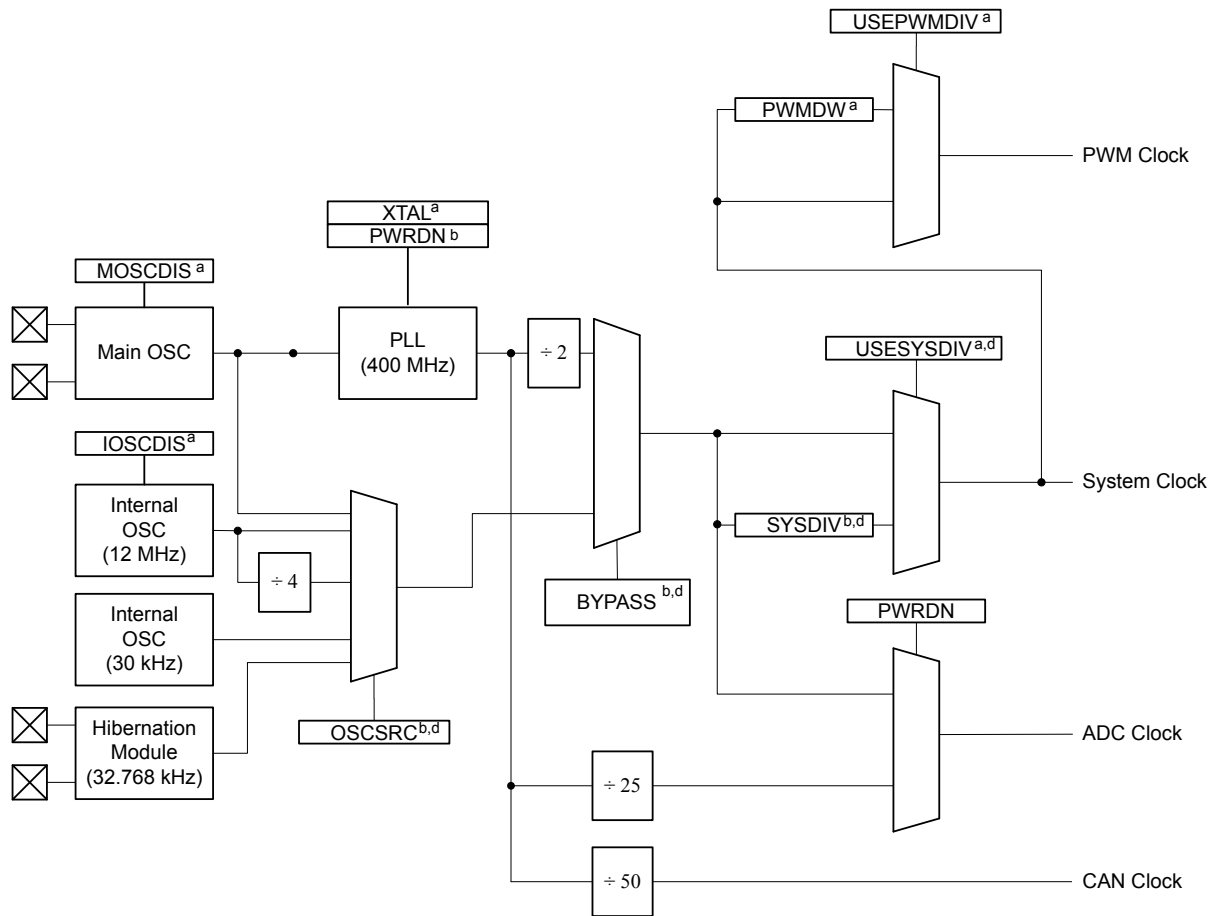 USEPWMDIV a
PWMDW a
PWM Clock
XTAL a
PWRDN b
MOSCDIS a
Main OSC
PLL
(400 MHz)
÷ 2
USESYSDIV a,d
IOSCDIS a
Internal
OSC
(12 MHz)
÷ 4
System Clock
SYSDIV b,d
BYPASS b,d
Internal
OSC
(30 kHz)
PWRDN
OSCSRC b,d
Hibernation
Module
(32.768 kHz)
ADC Clock
÷ 25
÷ 50
CAN Clock